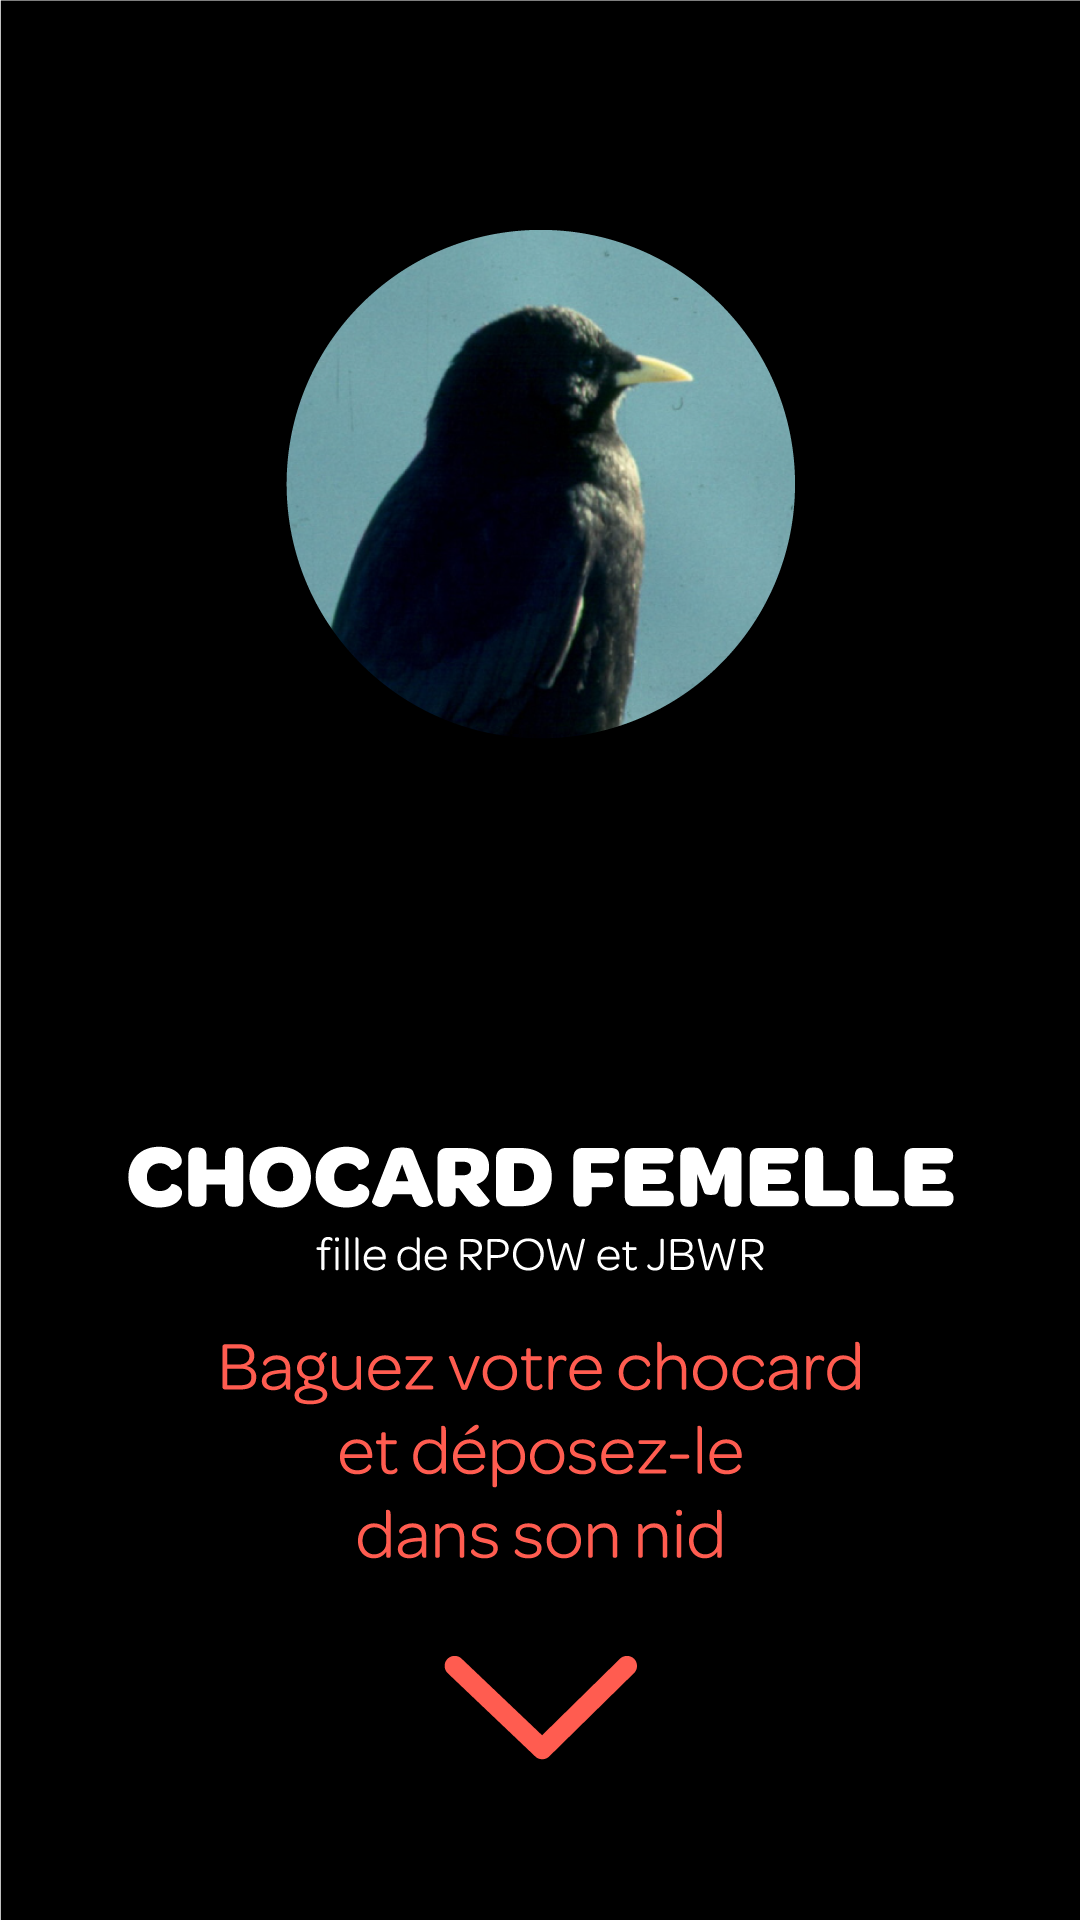 CHOCARD FEMELLE
fille de RPOW et JBWR
Baguez votre chocard
et déposez-le
dans son nid